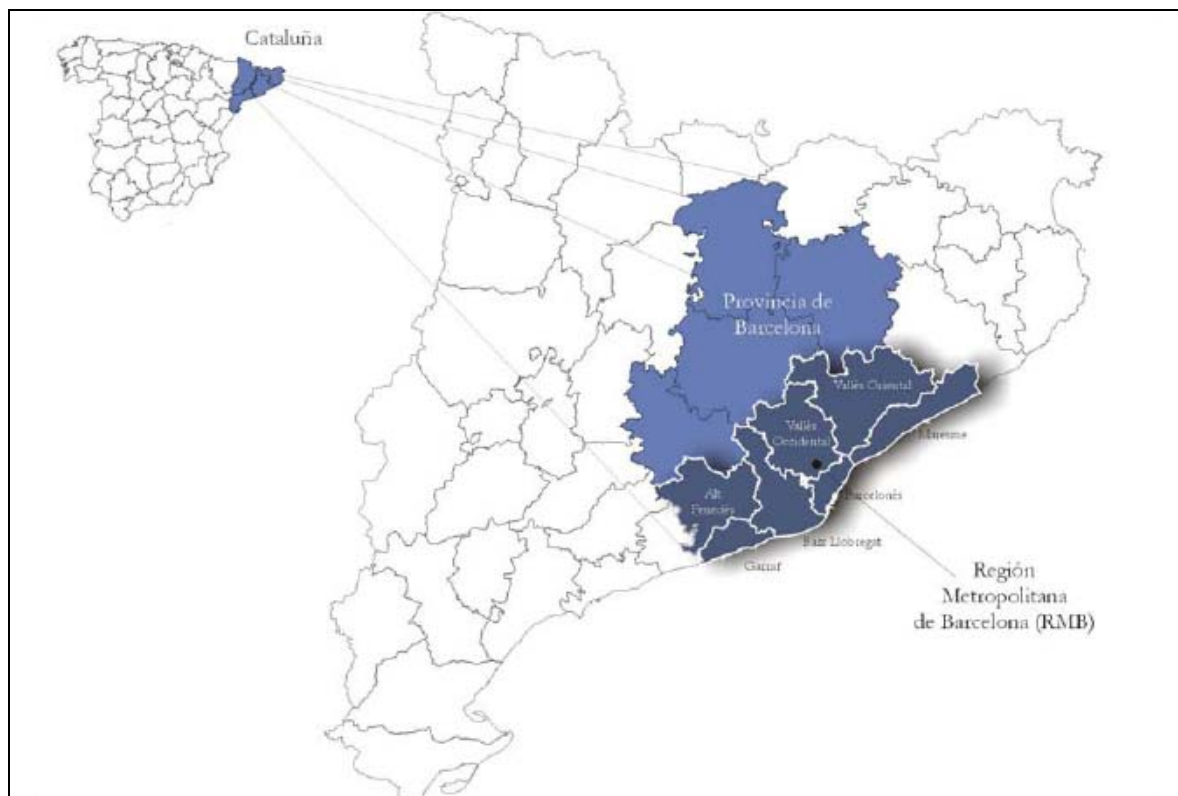 Cataluña
Provincia de
Barcelona
Vallès Oriental
Vallès
Occidental
Maresme
Alt
Penedès
Barcelonès
Baix Llobregat
Garraf
Región
Metropolitana
de Barcelona (RMB)